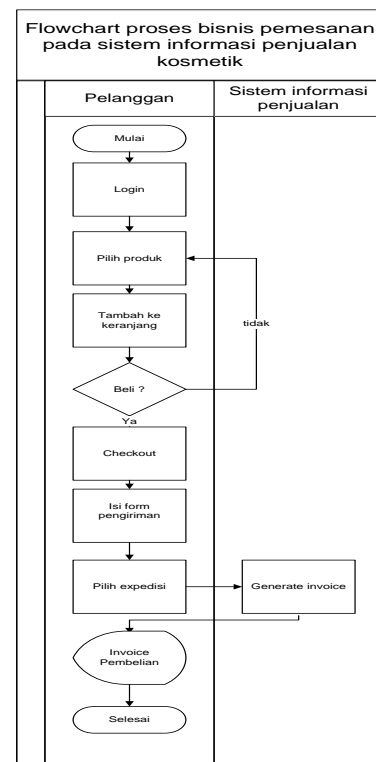 Flowchart proses bisnis pemesanan
pada sistem informasi penjualan
kosmetik
Pelanggan
Sistem informasi
penjualan
Mulai
Login
Pilih produk
Tambah ke
keranjang
tidak
Beli ?
Ya
Checkout
Isi form
pengiriman
Pilih expedisi
Generate invoice
Invoice
Pembelian
Selesai